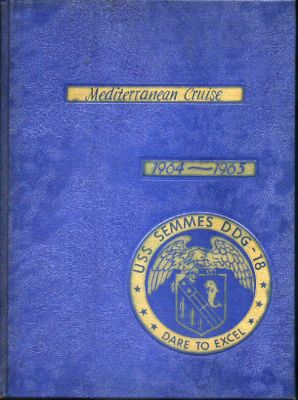 Mediterranean Cruise
1964—1965
USS SEMMES DDG-18
DARE TO EXCEL